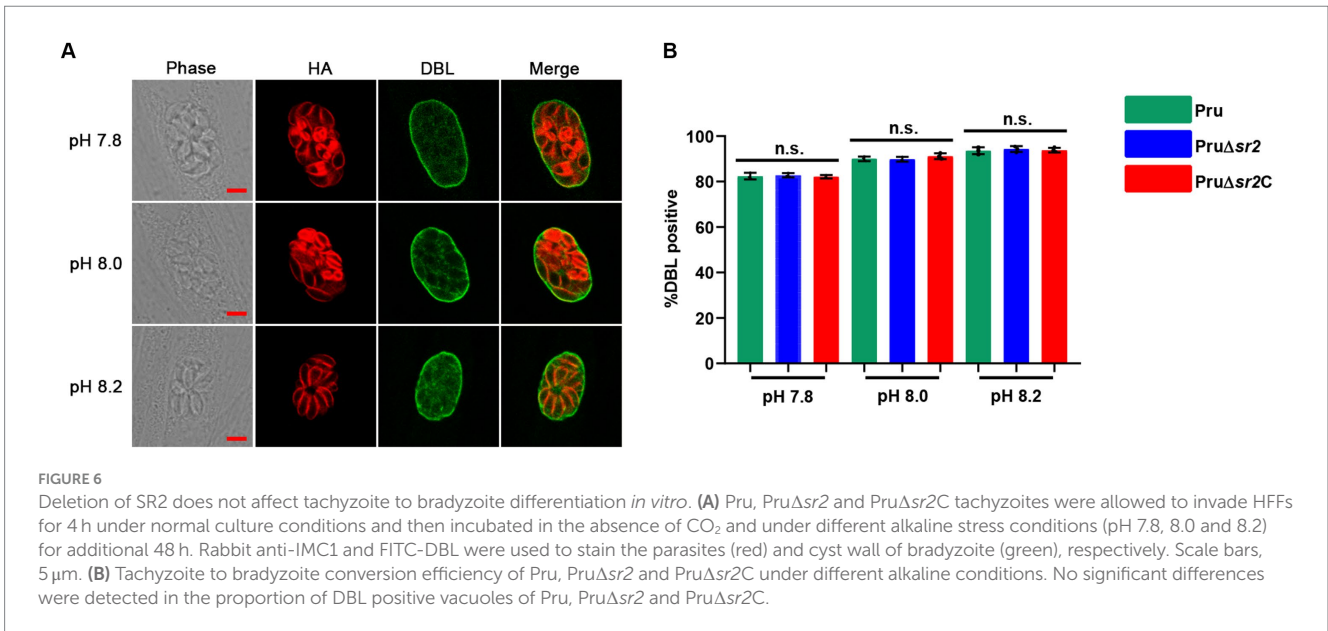 A
Phase HA DBL Merge
pH 7.8
pH 8.0
pH 8.2
B
Pru
PruΔsr2
PruΔsr2C
%DBL positive
100
80
60
40
20
0
n.s. n.s. n.s.
pH 7.8 pH 8.0 pH 8.2
FIGURE 6
Deletion of SR2 does not affect tachyzoite to bradyzoite differentiation in vitro. (A) Pru, PruΔsr2 and PruΔsr2C tachyzoites were allowed to invade HFFs
for 4 h under normal culture conditions and then incubated in the absence of CO₂ and under different alkaline stress conditions (pH 7.8, 8.0 and 8.2)
for additional 48 h. Rabbit anti-IMC1 and FITC-DBL were used to stain the parasites (red) and cyst wall of bradyzoite (green), respectively. Scale bars,
5 μm. (B) Tachyzoite to bradyzoite conversion efficiency of Pru, PruΔsr2 and PruΔsr2C under different alkaline conditions. No significant differences
were detected in the proportion of DBL positive vacuoles of Pru, PruΔsr2 and PruΔsr2C.